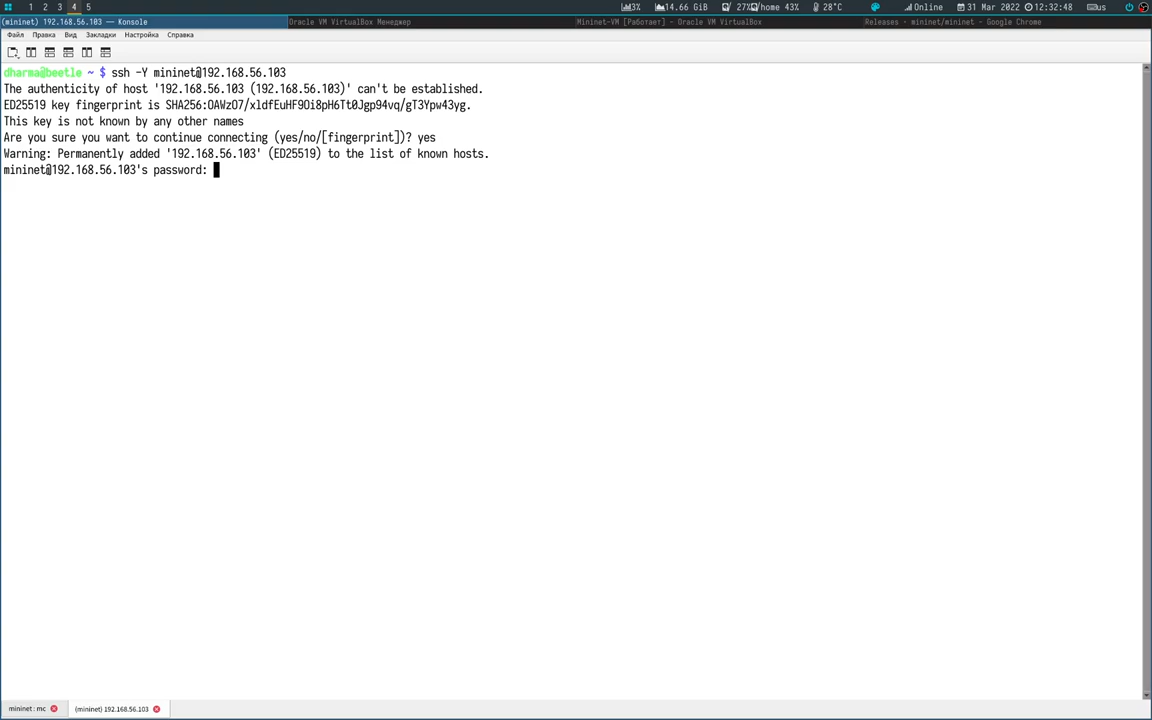 1 2 3 4 5
3% 14.66 GiB 27% /home 43% 28°C Online 31 Mar 2022 12:32:48 us
(mininet) 192.168.56.103 — Konsole Oracle VM VirtualBox Менеджер Mininet-VM [Работает] - Oracle VM VirtualBox Releases - mininet/mininet - Google Chrome
Файл Правка Вид Закладки Настройка Справка
dharma@beetle ~ $ ssh -Y mininet@192.168.56.103
The authenticity of host '192.168.56.103 (192.168.56.103)' can't be established.
ED25519 key fingerprint is SHA256:OAWzO7/xldfEuHF9Oi8pH6Tt0Jgp94vq/gT3Ypw43yg.
This key is not known by any other names
Are you sure you want to continue connecting (yes/no/[fingerprint])? yes
Warning: Permanently added '192.168.56.103' (ED25519) to the list of known hosts.
mininet@192.168.56.103's password:
mininet : mc (mininet) 192.168.56.103